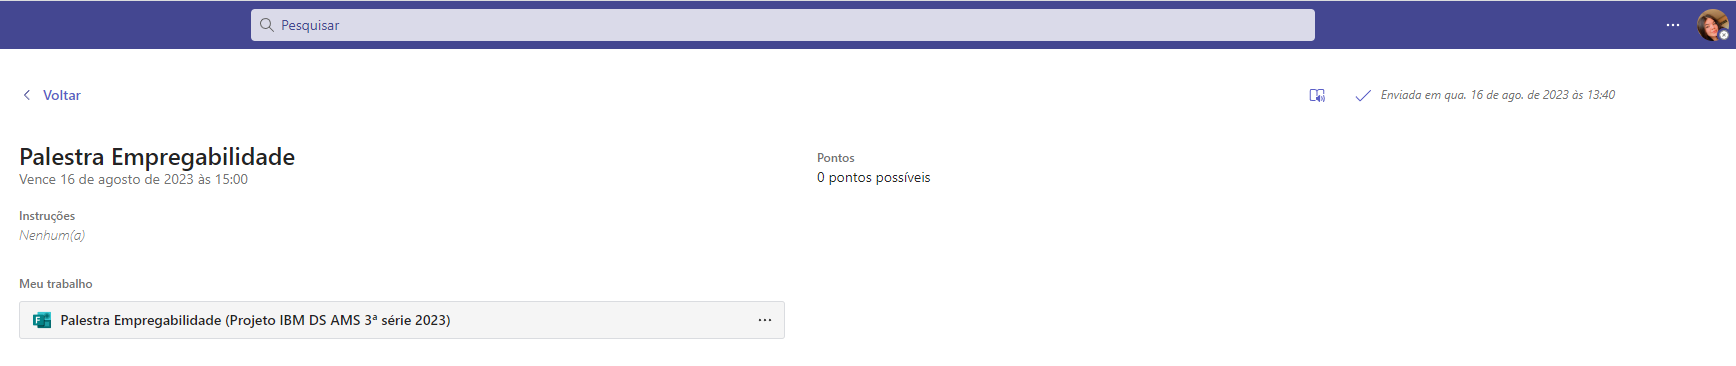 Pesquisar
Voltar
Enviada em qua. 16 de ago. de 2023 às 13:40
Palestra Empregabilidade
Vence 16 de agosto de 2023 às 15:00
Pontos
0 pontos possíveis
Instruções
Nenhum(a)
Meu trabalho
Palestra Empregabilidade (Projeto IBM DS AMS 3ª série 2023)